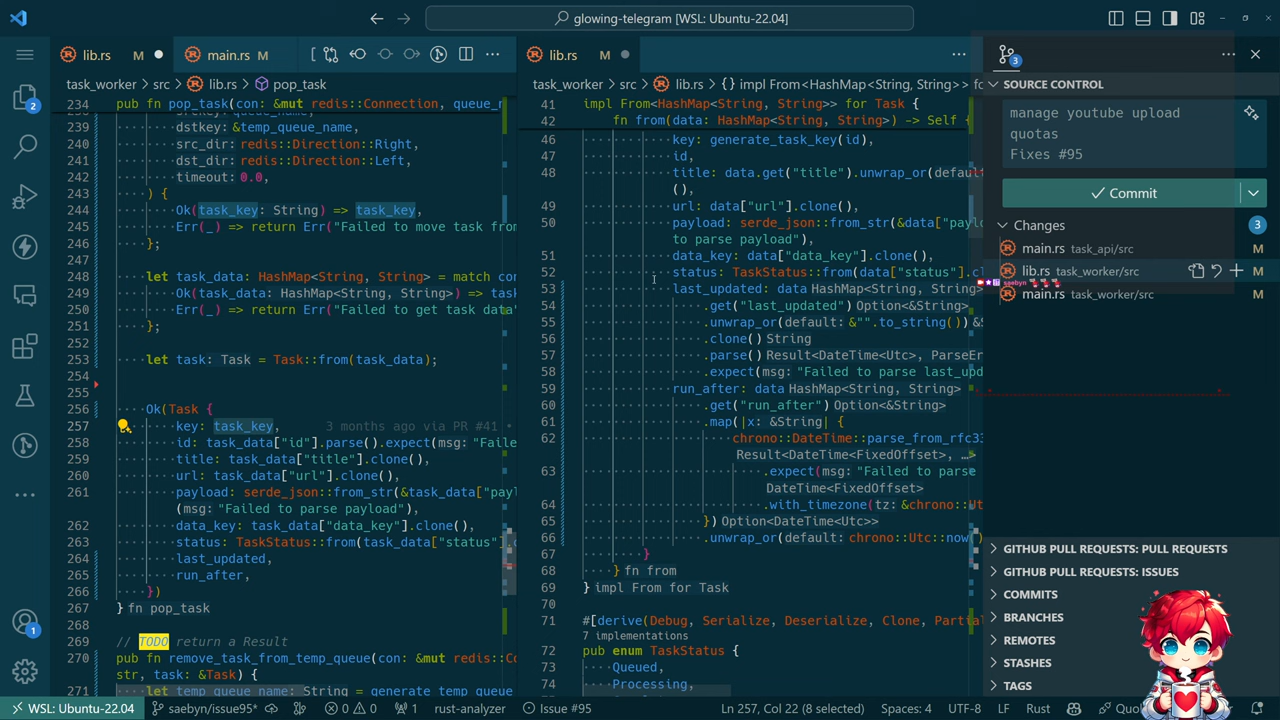 glowing-telegram [WSL: Ubuntu-22.04]
lib.rs M
main.rs M
task_worker > src > lib.rs > pop_task
234 pub fn pop_task(con: &mut redis::Connection, queue_n
239 dstkey: &temp_queue_name,
240 src_dir: redis::Direction::Right,
241 dst_dir: redis::Direction::Left,
242 timeout: 0.0,
243 ) {
244 Ok(task_key: String) => task_key,
245 Err(_) => return Err("Failed to move task from
246 };
247
248 let task_data: HashMap<String, String> = match con
249 Ok(task_data: HashMap<String, String>) => task
250 Err(_) => return Err("Failed to get task data"
251 };
252
253 let task: Task = Task::from(task_data);
254
255
256 Ok(Task {
257 key: task_key, 3 months ago via PR #41 •
258 id: task_data["id"].parse().expect(msg: "Faile
259 title: task_data["title"].clone(),
260 url: task_data["url"].clone(),
261 payload: serde_json::from_str(&task_data["payl
(msg: "Failed to parse payload"),
262 data_key: task_data["data_key"].clone(),
263 status: TaskStatus::from(task_data["status"].c
264 last_updated,
265 run_after,
266 })
267 } fn pop_task
268
269 // TODO return a Result
270 pub fn remove_task_from_temp_queue(con: &mut redis::Co
str, task: &Task) {
271 let temp_queue_name: String = generate_temp_queue
lib.rs M
task_worker > src > lib.rs > {} impl From<HashMap<String, String>> fo
41 impl From<HashMap<String, String>> for Task {
42 fn from(data: HashMap<String, String>) -> Self {
46 key: generate_task_key(id),
47 id,
48 title: data.get("title").unwrap_or(default
(),
49 url: data["url"].clone(),
50 payload: serde_json::from_str(&data["payl
to parse payload"),
51 data_key: data["data_key"].clone(),
52 status: TaskStatus::from(data["status"].cl
53 last_updated: data HashMap<String, String>
54 .get("last_updated") Option<&String>
55 .unwrap_or(default: &"".to_string()) &S
56 .clone() String
57 .parse() Result<DateTime<Utc>, ParseEr
58 .expect(msg: "Failed to parse last_upd
59 run_after: data HashMap<String, String>
60 .get("run_after") Option<&String>
61 .map(|x: &String| {
62 chrono::DateTime::parse_from_rfc33
Result<DateTime<FixedOffset>, …>
63 .expect(msg: "Failed to parse
DateTime<FixedOffset>
64 .with_timezone(tz: &chrono::Ut
65 }) Option<DateTime<Utc>>
66 .unwrap_or(default: chrono::Utc::now(
67 }
68 } fn from
69 } impl From for Task
70
71 #[derive(Debug, Serialize, Deserialize, Clone, Partia
7 implementations
72 pub enum TaskStatus {
73 Queued,
74 Processing,
3
SOURCE CONTROL
manage youtube upload
quotas
Fixes #95
Commit
Changes 3
main.rs task_api/src M
lib.rs task_worker/src M
saebyn
main.rs task_worker/src M
GITHUB PULL REQUESTS: PULL REQUESTS
GITHUB PULL REQUESTS: ISSUES
COMMITS
BRANCHES
REMOTES
STASHES
TAGS
2
1
WSL: Ubuntu-22.04 saebyn/issue95* 0 0 1 rust-analyzer Issue #95 Ln 257, Col 22 (8 selected) Spaces: 4 UTF-8 LF Rust